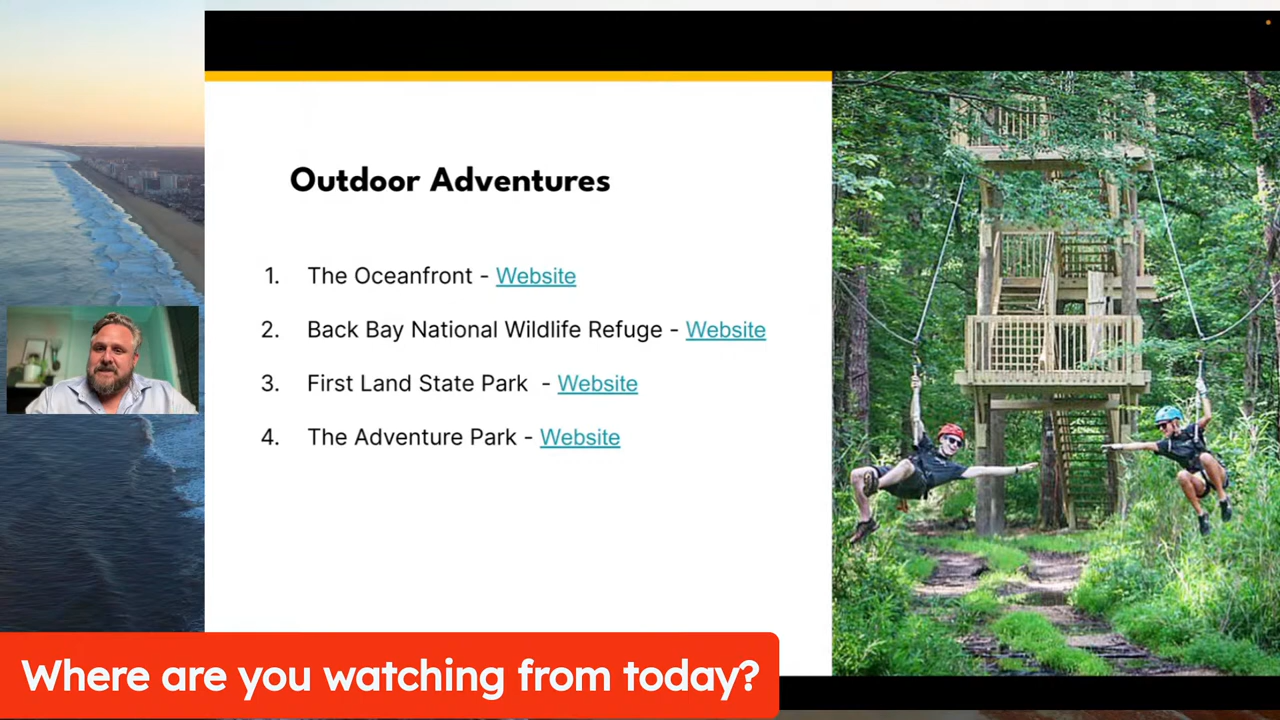 Outdoor Adventures
1. The Oceanfront - Website
2. Back Bay National Wildlife Refuge - Website
3. First Land State Park - Website
4. The Adventure Park - Website
Where are you watching from today?